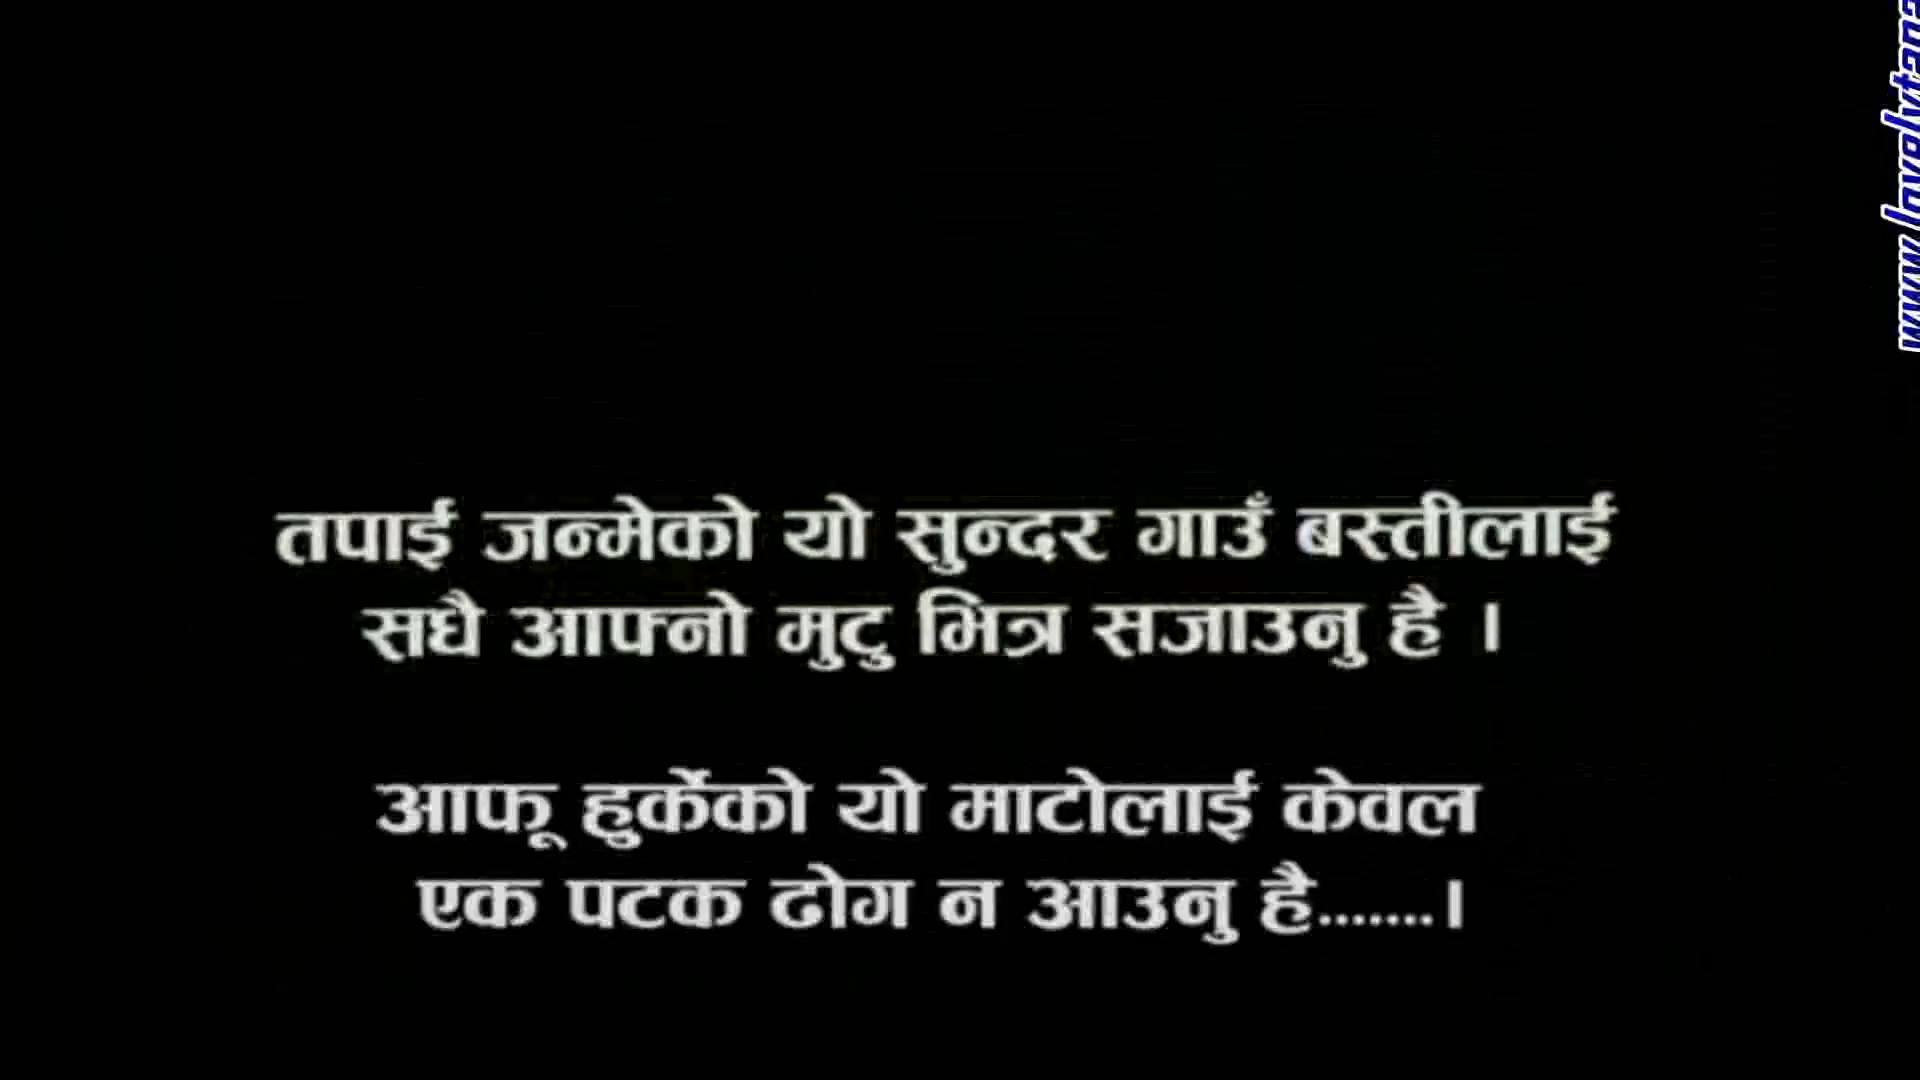 तपाई जन्मेको यो सुन्दर गाउँ बस्तीलाई
सधै आफ्नो मुटु भित्र सजाउनु है ।
आफू हुर्केको यो माटोलाई केवल
एक पटक ढोग न आउनु है.......।